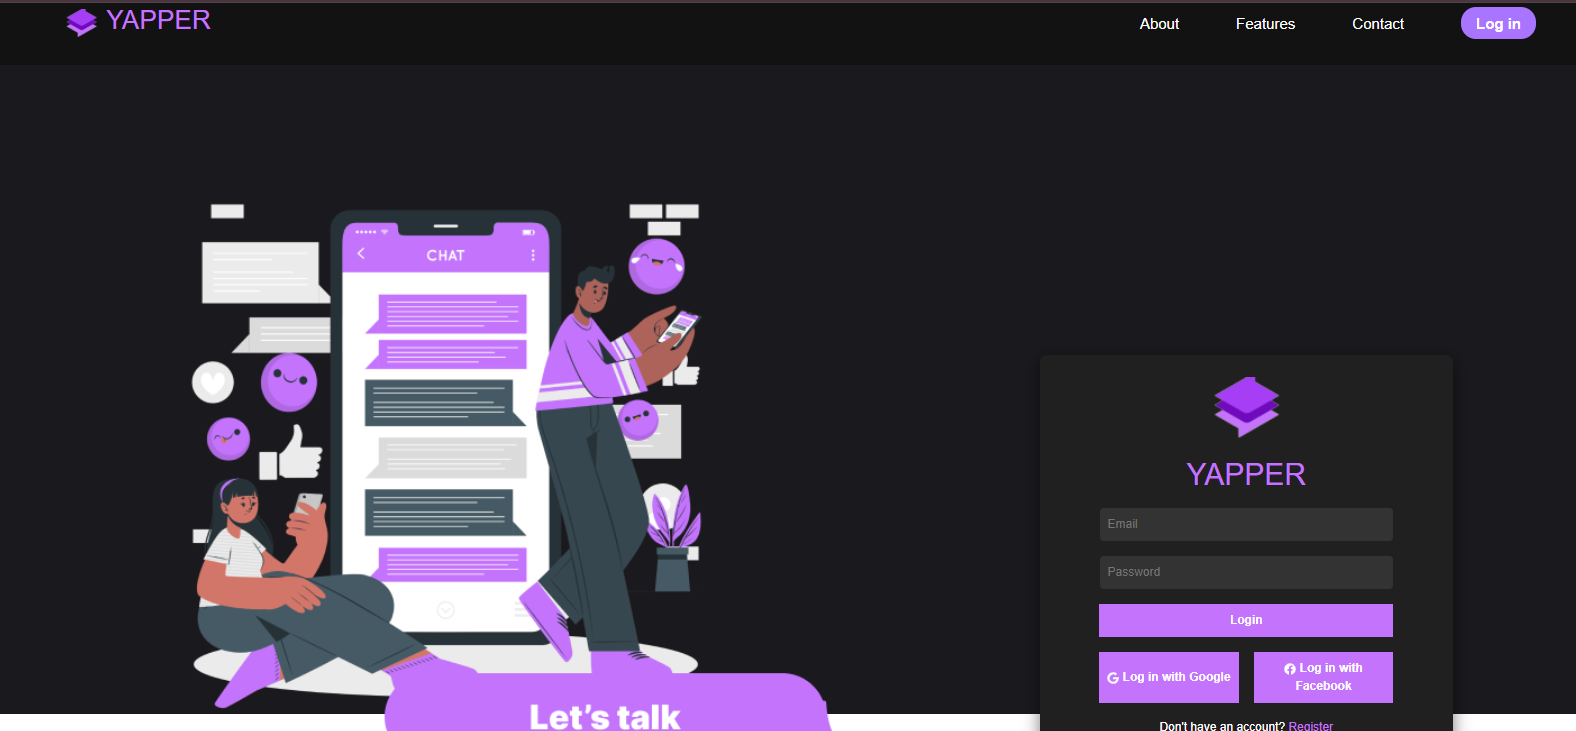 YAPPER
About
Features
Contact
Log in
CHAT
Let's talk
YAPPER
Email
Password
Login
Log in with Google
Log in with
Facebook
Don't have an account? Register